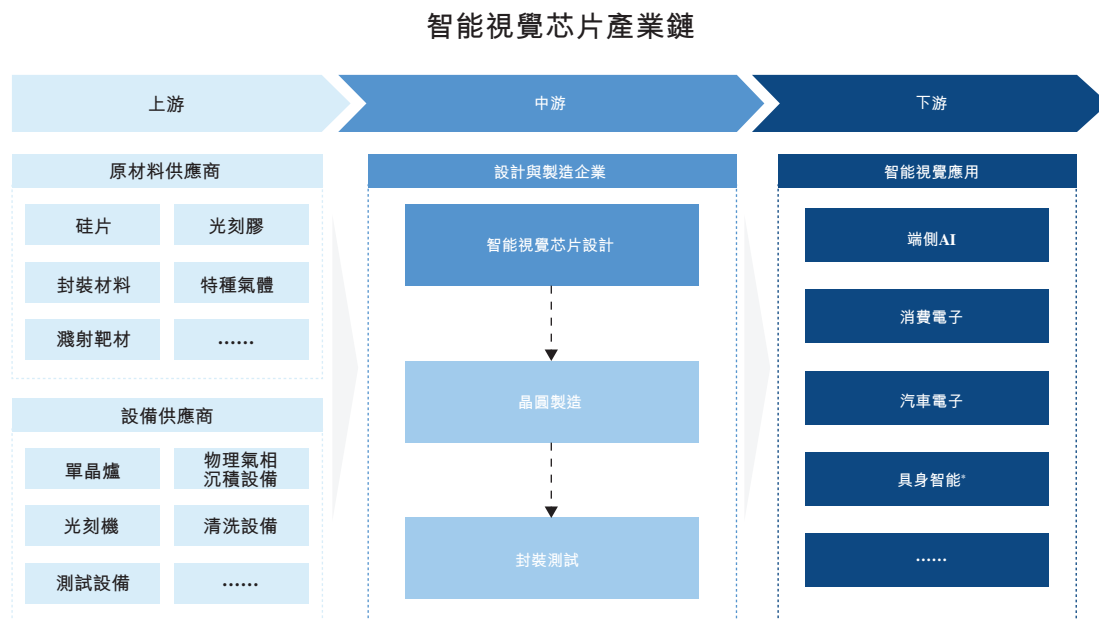 智能視覺芯片產業鏈
上游
中游
下游
原材料供應商
硅片
光刻膠
封裝材料
特種氣體
濺射靶材
......
設備供應商
單晶爐
物理氣相
沉積設備
光刻機
清洗設備
測試設備
......
設計與製造企業
智能視覺芯片設計
晶圓製造
封裝測試
智能視覺應用
端側AI
消費電子
汽車電子
具身智能*
......